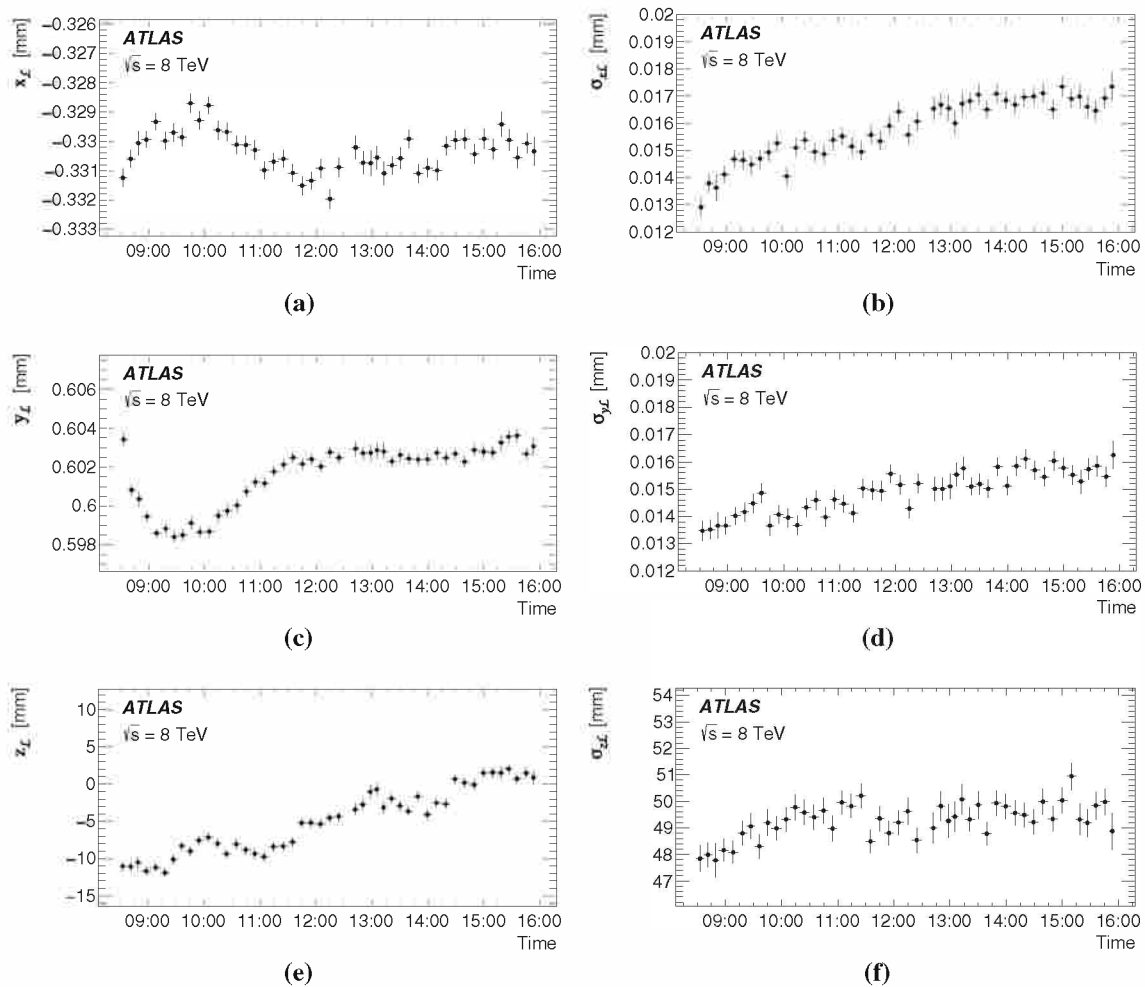 x𝓛 [mm]
ATLAS
√s = 8 TeV
−0.326
−0.327
−0.328
−0.329
−0.33
−0.331
−0.332
−0.333
09:00 10:00 11:00 12:00 13:00 14:00 15:00 16:00
Time
(a)
σx𝓛 [mm]
ATLAS
√s = 8 TeV
0.02
0.019
0.018
0.017
0.016
0.015
0.014
0.013
0.012
09:00 10:00 11:00 12:00 13:00 14:00 15:00 16:00
Time
(b)
y𝓛 [mm]
ATLAS
√s = 8 TeV
0.606
0.604
0.602
0.6
0.598
09:00 10:00 11:00 12:00 13:00 14:00 15:00 16:00
Time
(c)
σy𝓛 [mm]
ATLAS
√s = 8 TeV
0.02
0.019
0.018
0.017
0.016
0.015
0.014
0.013
0.012
09:00 10:00 11:00 12:00 13:00 14:00 15:00 16:00
Time
(d)
z𝓛 [mm]
ATLAS
√s = 8 TeV
10
5
0
−5
−10
−15
09:00 10:00 11:00 12:00 13:00 14:00 15:00 16:00
Time
(e)
σz𝓛 [mm]
ATLAS
√s = 8 TeV
54
53
52
51
50
49
48
47
09:00 10:00 11:00 12:00 13:00 14:00 15:00 16:00
Time
(f)